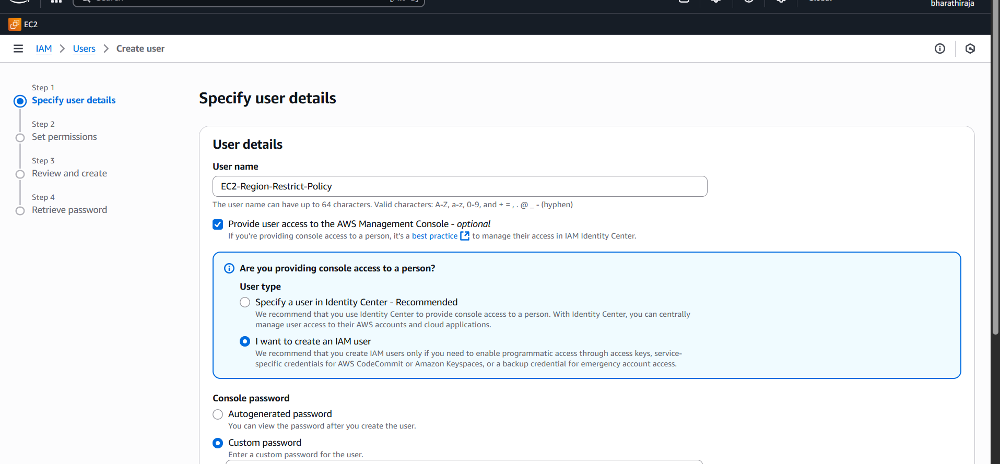 bharathiraja
EC2
IAM
Users
Create user
Step 1
Specify user details
Step 2
Set permissions
Step 3
Review and create
Step 4
Retrieve password
Specify user details
User details
User name
EC2-Region-Restrict-Policy
The user name can have up to 64 characters. Valid characters: A-Z, a-z, 0-9, and + = , . @ _ - (hyphen)
Provide user access to the AWS Management Console - optional
If you're providing console access to a person, it's a best practice to manage their access in IAM Identity Center.
Are you providing console access to a person?
User type
Specify a user in Identity Center - Recommended
We recommend that you use Identity Center to provide console access to a person. With Identity Center, you can centrally
manage user access to their AWS accounts and cloud applications.
I want to create an IAM user
We recommend that you create IAM users only if you need to enable programmatic access through access keys, service-
specific credentials for AWS CodeCommit or Amazon Keyspaces, or a backup credential for emergency account access.
Console password
Autogenerated password
You can view the password after you create the user.
Custom password
Enter a custom password for the user.